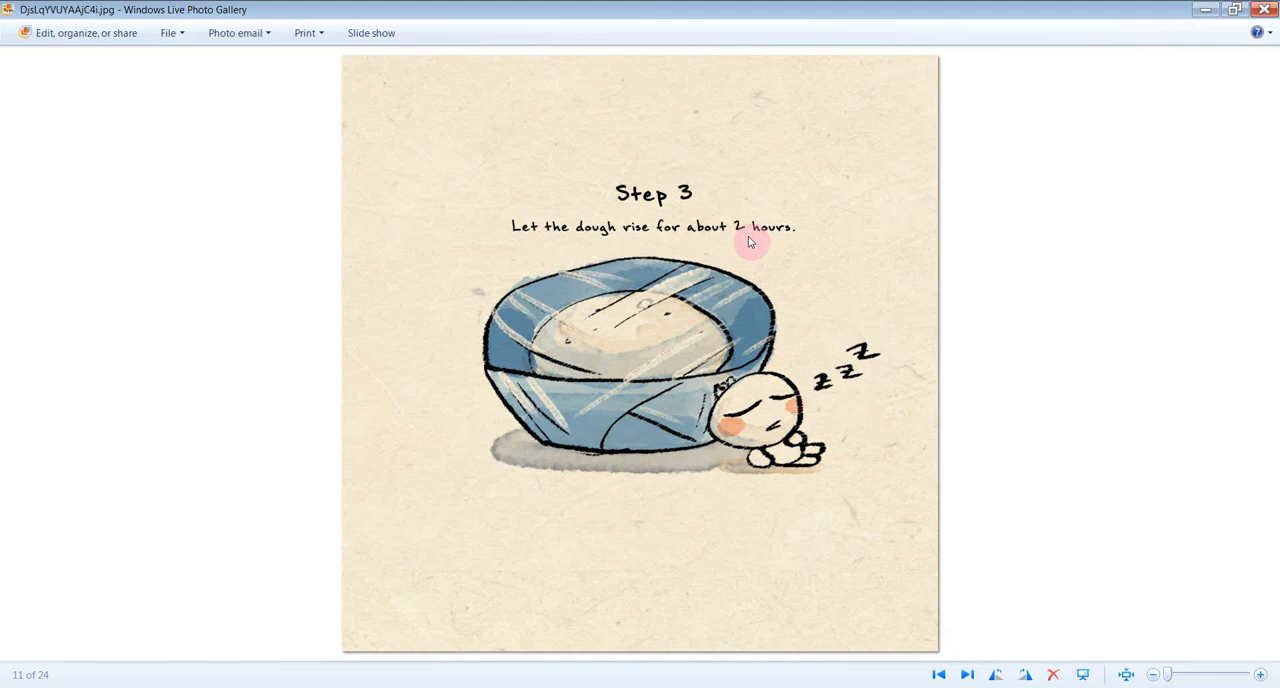 DjsLqYVUYAAjC4i.jpg - Windows Live Photo Gallery
Edit, organize, or share File Photo email Print Slide show
Step 3
Let the dough rise for about 2 hours.
z z z
11 of 24